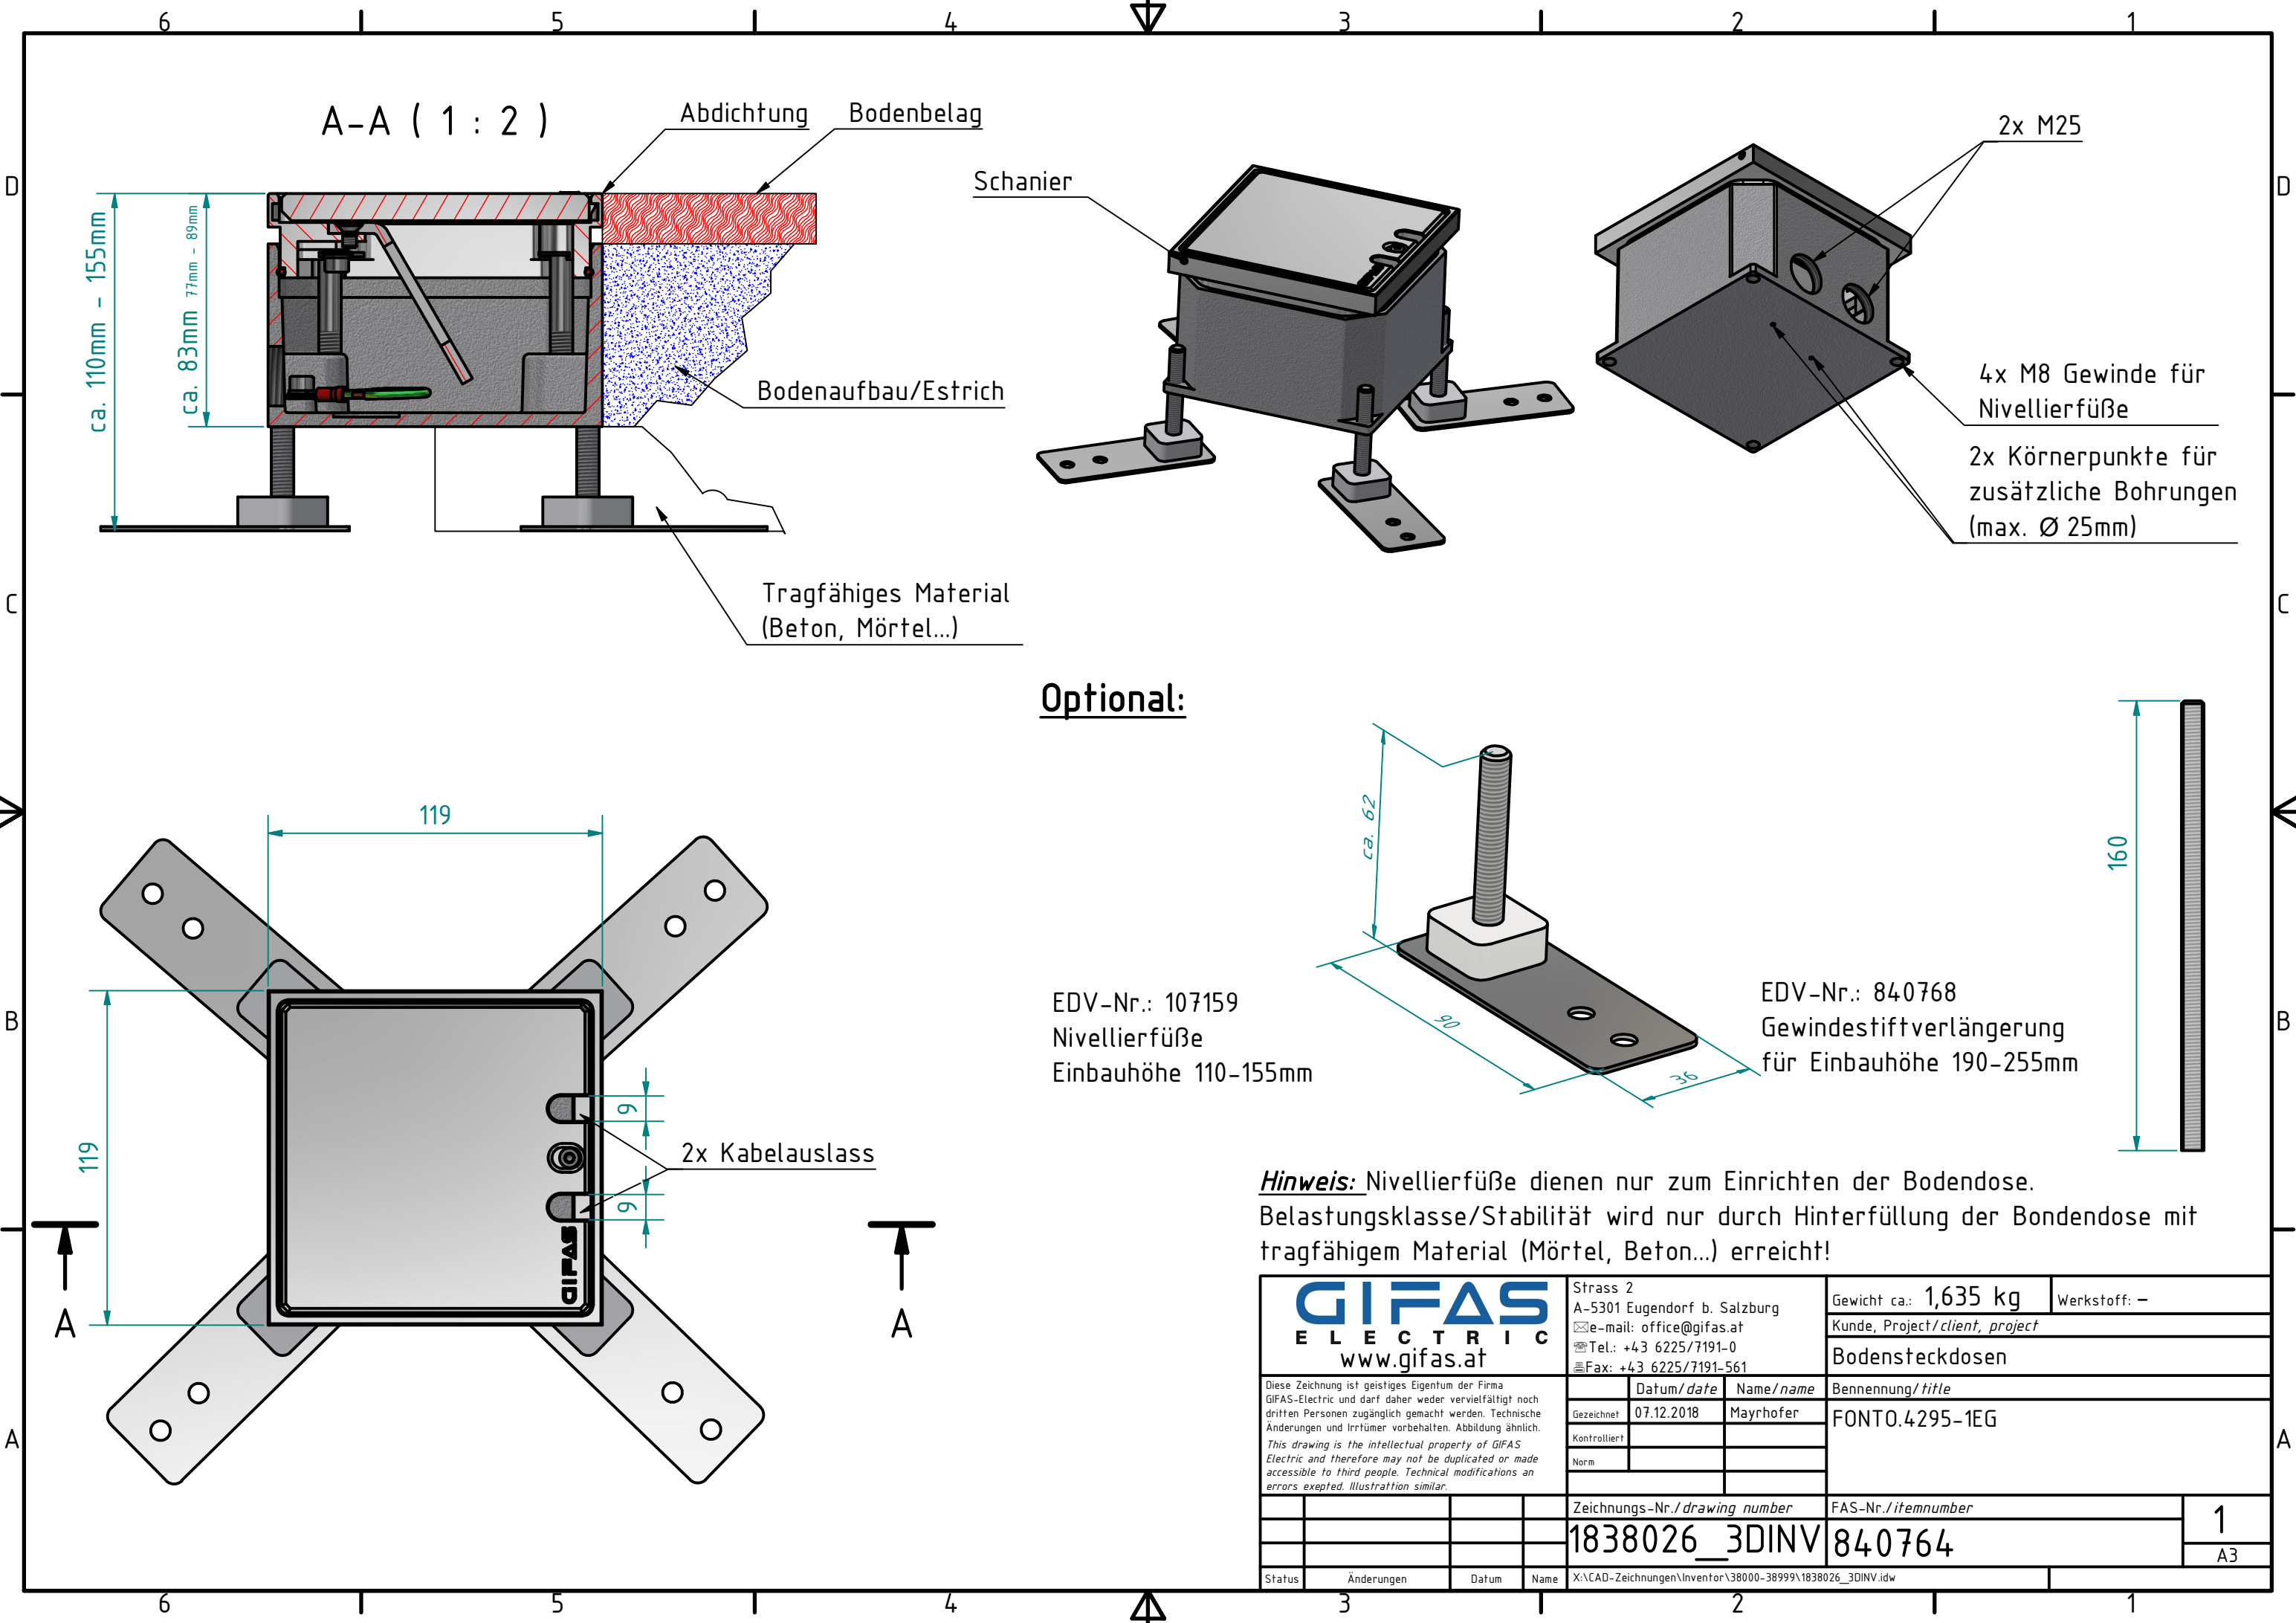 6 5 4 3 2 1
D D
C C
B B
A A
A-A ( 1 : 2 )
Abdichtung
Bodenbelag
ca. 110mm - 155mm
ca. 83mm 77mm - 89mm
Bodenaufbau/Estrich
Tragfähiges Material
(Beton, Mörtel...)
Schanier
2x M25
4x M8 Gewinde für
Nivellierfüße
2x Körnerpunkte für
zusätzliche Bohrungen
(max. Ø 25mm)
Optional:
119
119
9
9
2x Kabelauslass
GIFAS
A A
ca. 62
90
36
160
EDV-Nr.: 107159
Nivellierfüße
Einbauhöhe 110-155mm
EDV-Nr.: 840768
Gewindestiftverlängerung
für Einbauhöhe 190-255mm
Hinweis: Nivellierfüße dienen nur zum Einrichten der Bodendose.
Belastungsklasse/Stabilität wird nur durch Hinterfüllung der Bondendose mit
tragfähigem Material (Mörtel, Beton...) erreicht!
GIFAS
ELECTRIC
www.gifas.at
Strass 2
A-5301 Eugendorf b. Salzburg
e-mail: office@gifas.at
Tel.: +43 6225/7191-0
Fax: +43 6225/7191-561
Gewicht ca.: 1,635 kg
Werkstoff: -
Kunde, Project/client, project
Bodensteckdosen
Diese Zeichnung ist geistiges Eigentum der Firma
GIFAS-Electric und darf daher weder vervielfältigt noch
dritten Personen zugänglich gemacht werden. Technische
Änderungen und Irrtümer vorbehalten. Abbildung ähnlich.
This drawing is the intellectual property of GIFAS
Electric and therefore may not be duplicated or made
accessible to third people. Technical modifications an
errors exepted. Illustrattion similar.
Datum/date Name/name
Gezeichnet 07.12.2018 Mayrhofer
Kontrolliert
Norm
Bennennung/title
FONTO.4295-1EG
Zeichnungs-Nr./drawing number
1838026_3DINV
FAS-Nr./itemnumber
840764
1
A3
Status Änderungen Datum Name
X:\CAD-Zeichnungen\Inventor\38000-38999\1838026_3DINV.idw
6 5 4 3 2 1